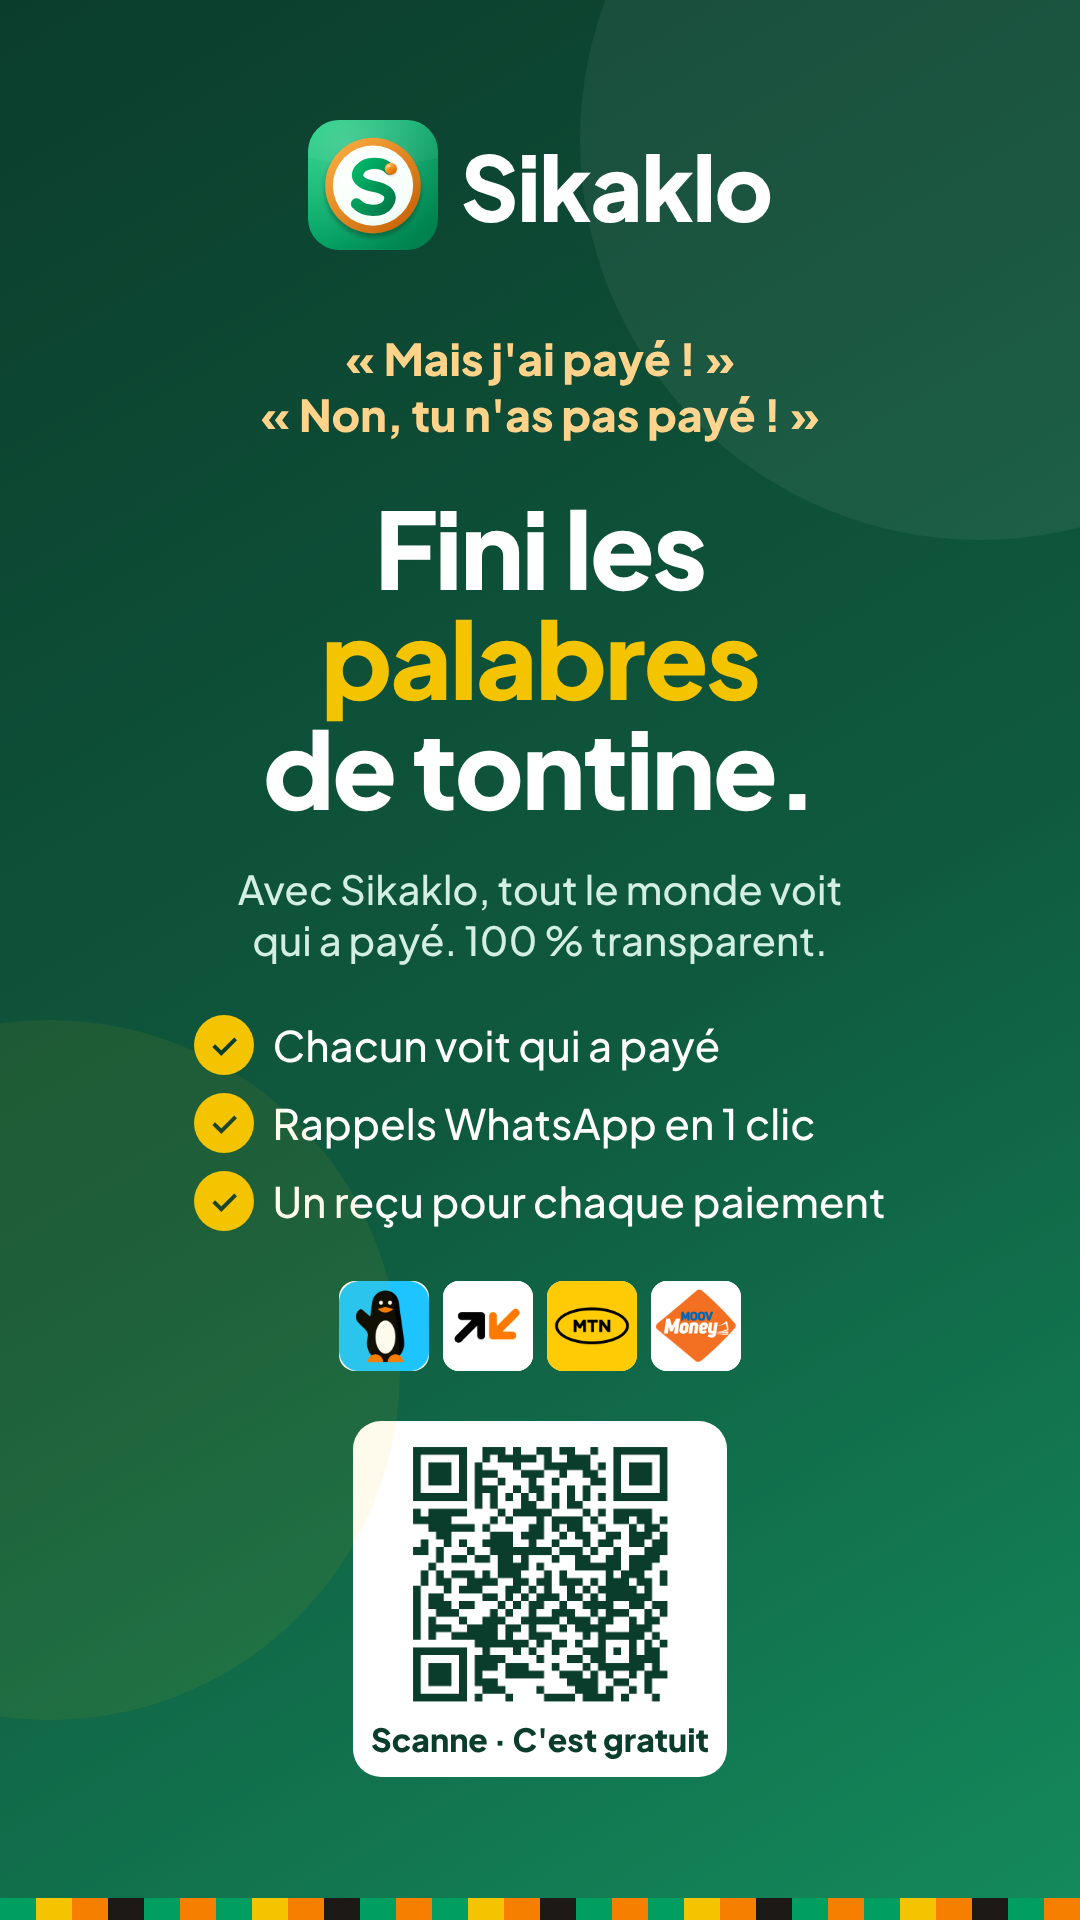 Sikaklo
« Mais j'ai payé ! »
« Non, tu n'as pas payé ! »
Fini les
palabres
de tontine.
Avec Sikaklo, tout le monde voit
qui a payé. 100 % transparent.
Chacun voit qui a payé
Rappels WhatsApp en 1 clic
Un reçu pour chaque paiement
MTN
MOOV
Money
Scanne · C'est gratuit